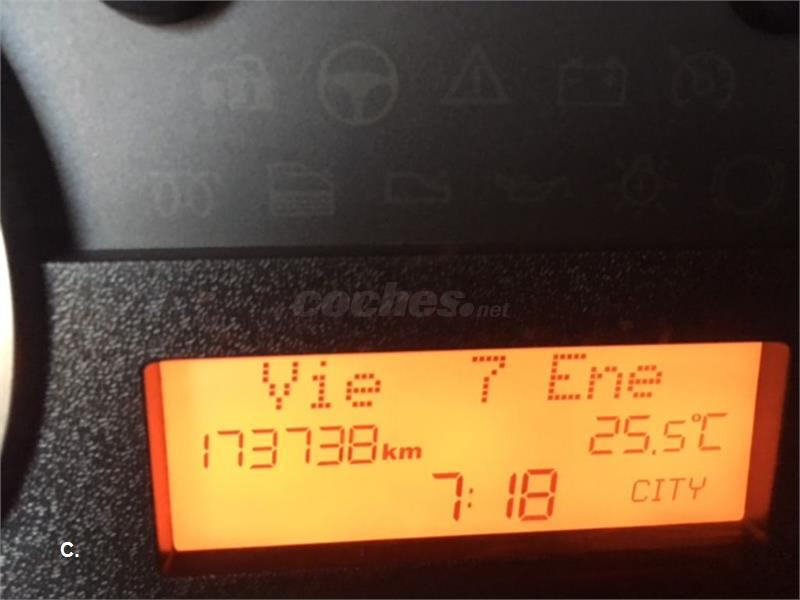 coches.net
Vie 7 Ene
173738km 25.5°C
7:18 CITY
C.